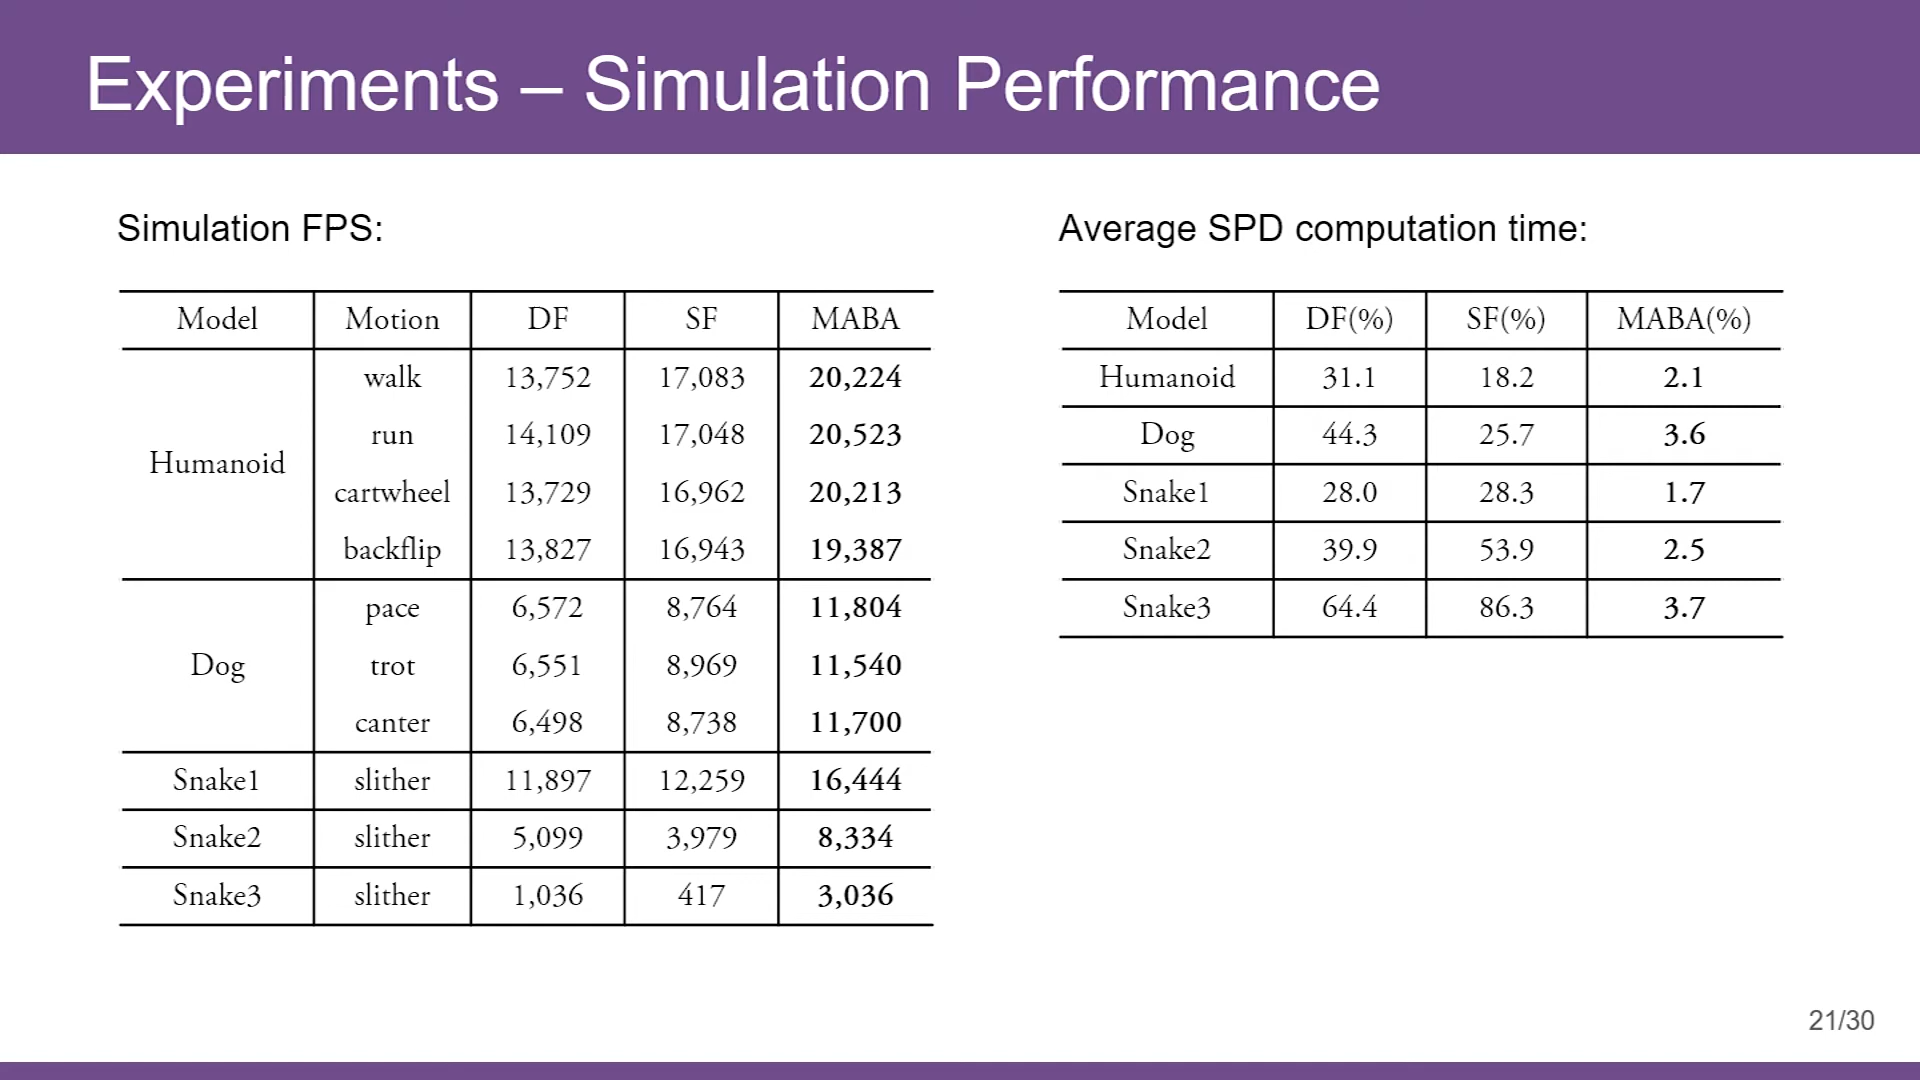 Experiments – Simulation Performance
Simulation FPS:
Model Motion DF SF MABA
Humanoid
walk 13,752 17,083 20,224
run 14,109 17,048 20,523
cartwheel 13,729 16,962 20,213
backflip 13,827 16,943 19,387
Dog
pace 6,572 8,764 11,804
trot 6,551 8,969 11,540
canter 6,498 8,738 11,700
Snake1 slither 11,897 12,259 16,444
Snake2 slither 5,099 3,979 8,334
Snake3 slither 1,036 417 3,036
Average SPD computation time:
Model DF(%) SF(%) MABA(%)
Humanoid 31.1 18.2 2.1
Dog 44.3 25.7 3.6
Snake1 28.0 28.3 1.7
Snake2 39.9 53.9 2.5
Snake3 64.4 86.3 3.7
21/30